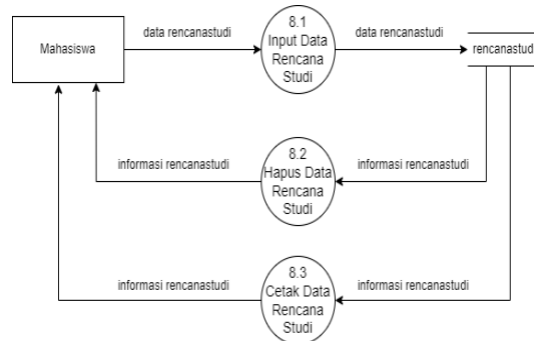 Mahasiswa
data rencanastudi
8.1
Input Data
Rencana
Studi
data rencanastudi
rencanastudi
informasi rencanastudi
8.2
Hapus Data
Rencana
Studi
informasi rencanastudi
informasi rencanastudi
8.3
Cetak Data
Rencana
Studi
informasi rencanastudi